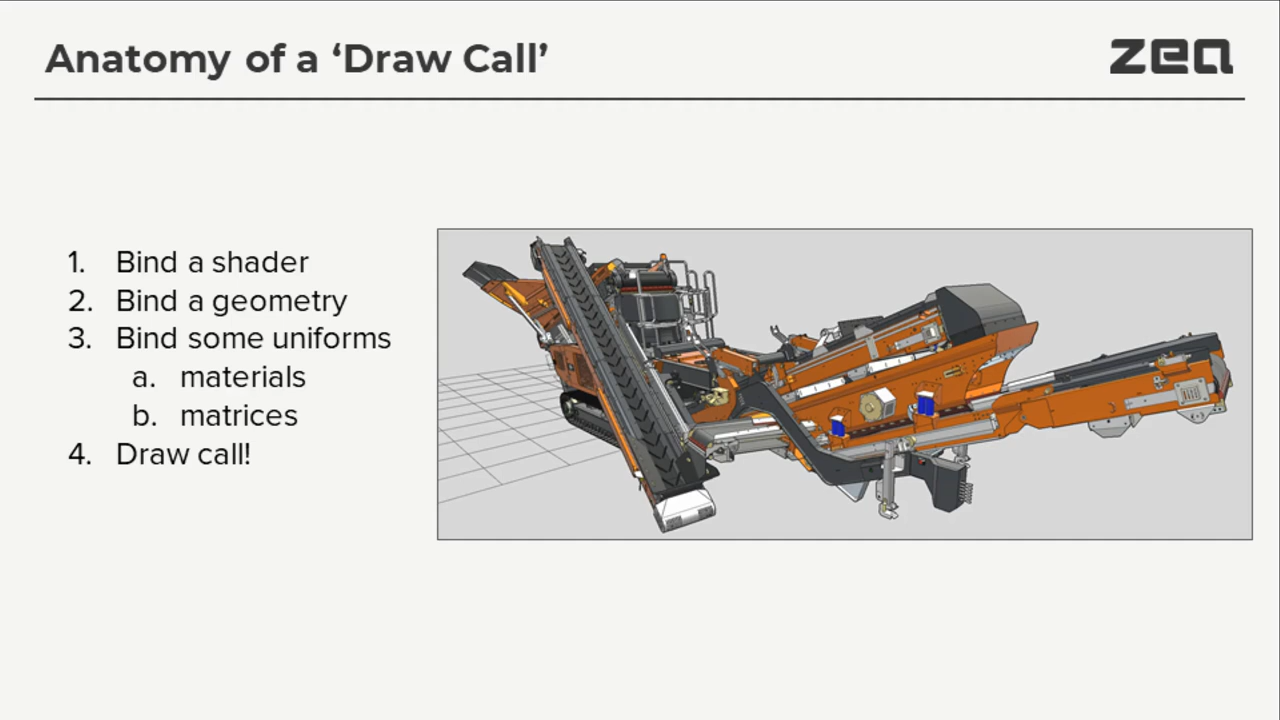 Anatomy of a ‘Draw Call’
zea
1. Bind a shader
2. Bind a geometry
3. Bind some uniforms
a. materials
b. matrices
4. Draw call!